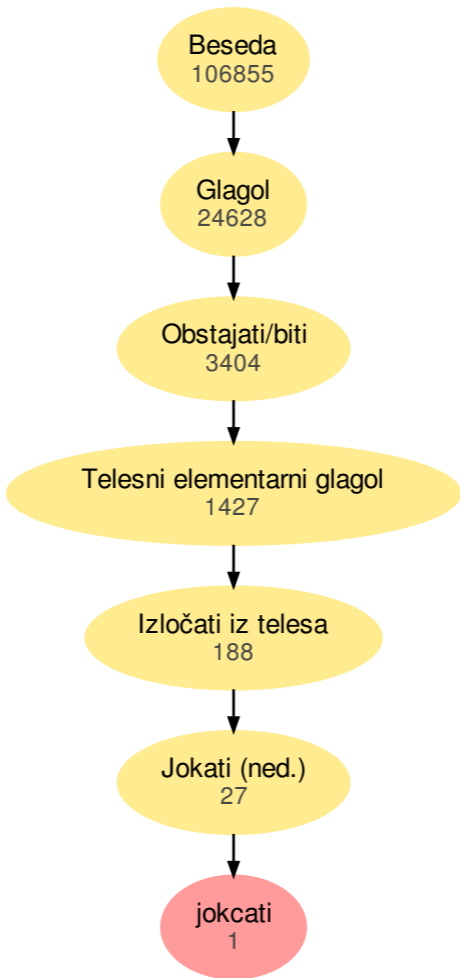 Beseda
106855
Glagol
24628
Obstajati/biti
3404
Telesni elementarni glagol
1427
Izločati iz telesa
188
Jokati (ned.)
27
jokcati
1